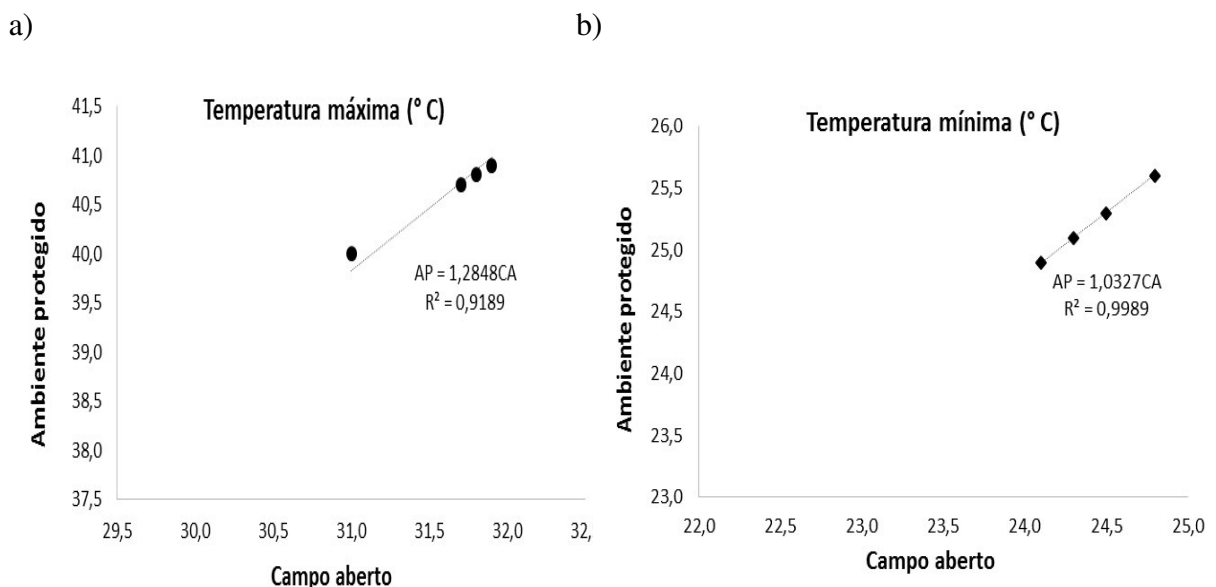 a)
Temperatura máxima (° C)
Ambiente protegido
41,5
41,0
40,5
40,0
39,5
39,0
38,5
38,0
37,5
AP = 1,2848CA
R² = 0,9189
29,5 30,0 30,5 31,0 31,5 32,0 32,
Campo aberto
b)
Temperatura mínima (° C)
Ambiente protegido
26,0
25,5
25,0
24,5
24,0
23,5
23,0
AP = 1,0327CA
R² = 0,9989
22,0 22,5 23,0 23,5 24,0 24,5 25,0
Campo aberto